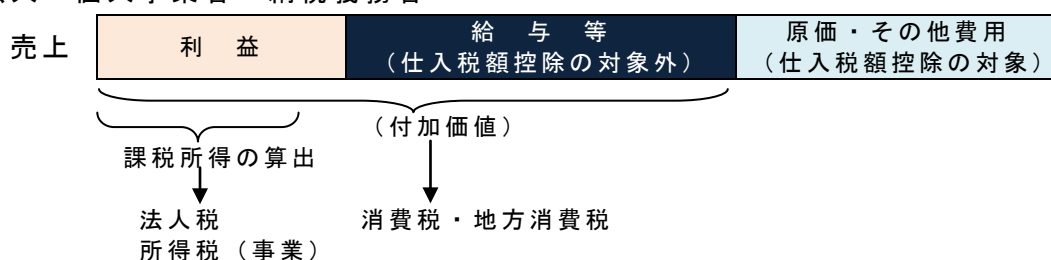 売上
利益
給与等
(仕入税額控除の対象外)
原価・その他費用
(仕入税額控除の対象)
(付加価値)
課税所得の算出
法人税
所得税(事業)
消費税・地方消費税